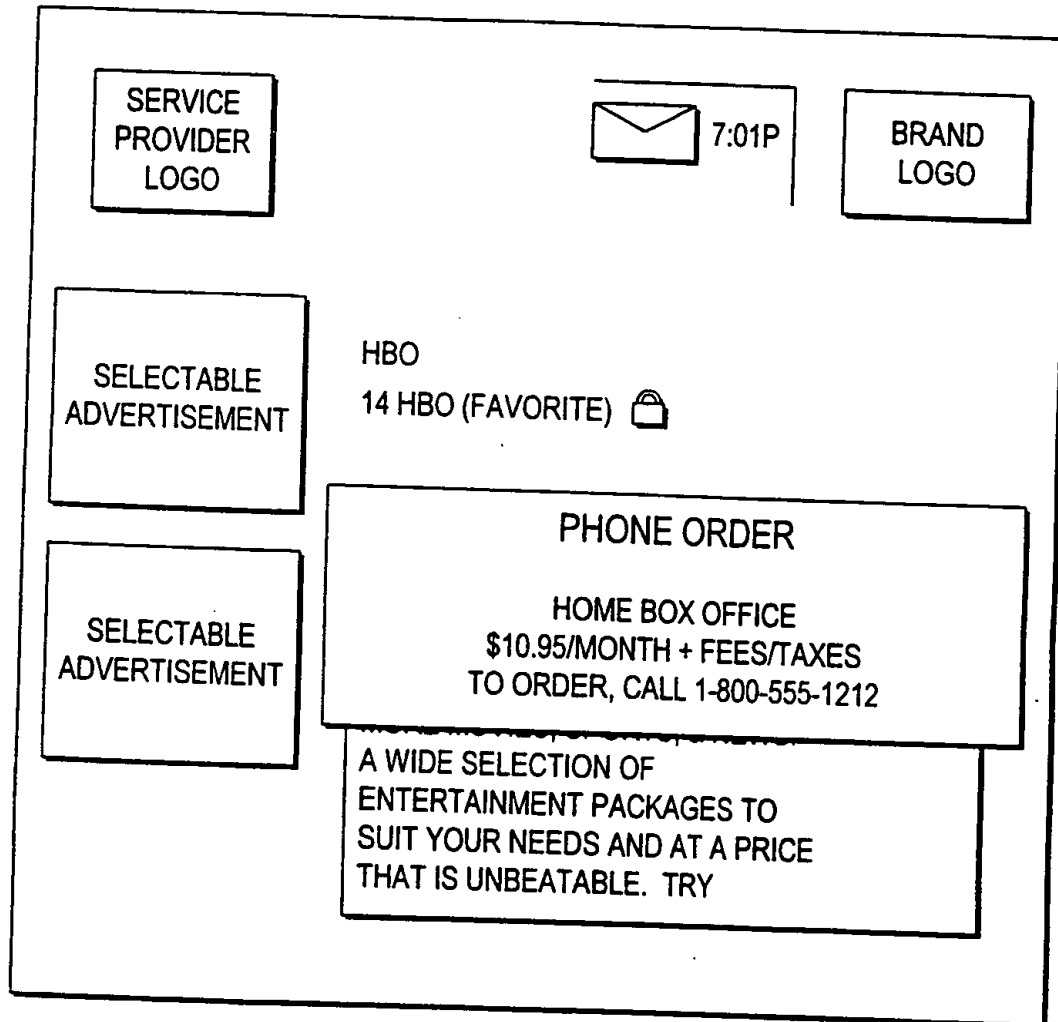 SERVICE
PROVIDER
LOGO
7:01P
BRAND
LOGO
SELECTABLE
ADVERTISEMENT
HBO
14 HBO (FAVORITE)
PHONE ORDER
HOME BOX OFFICE
$10.95/MONTH + FEES/TAXES
TO ORDER, CALL 1-800-555-1212
SELECTABLE
ADVERTISEMENT
A WIDE SELECTION OF
ENTERTAINMENT PACKAGES TO
SUIT YOUR NEEDS AND AT A PRICE
THAT IS UNBEATABLE. TRY